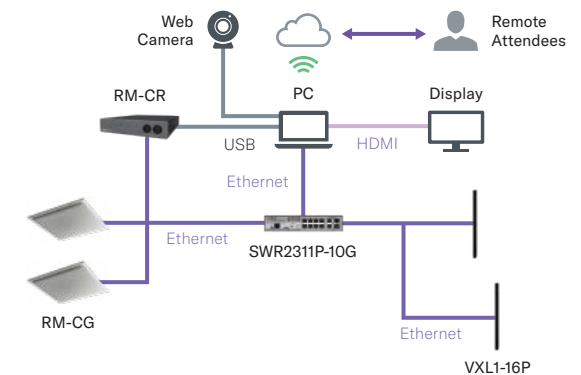 Web
Camera
Remote
Attendees
RM-CR
PC
Display
USB
HDMI
Ethernet
Ethernet
SWR2311P-10G
RM-CG
Ethernet
VXL1-16P